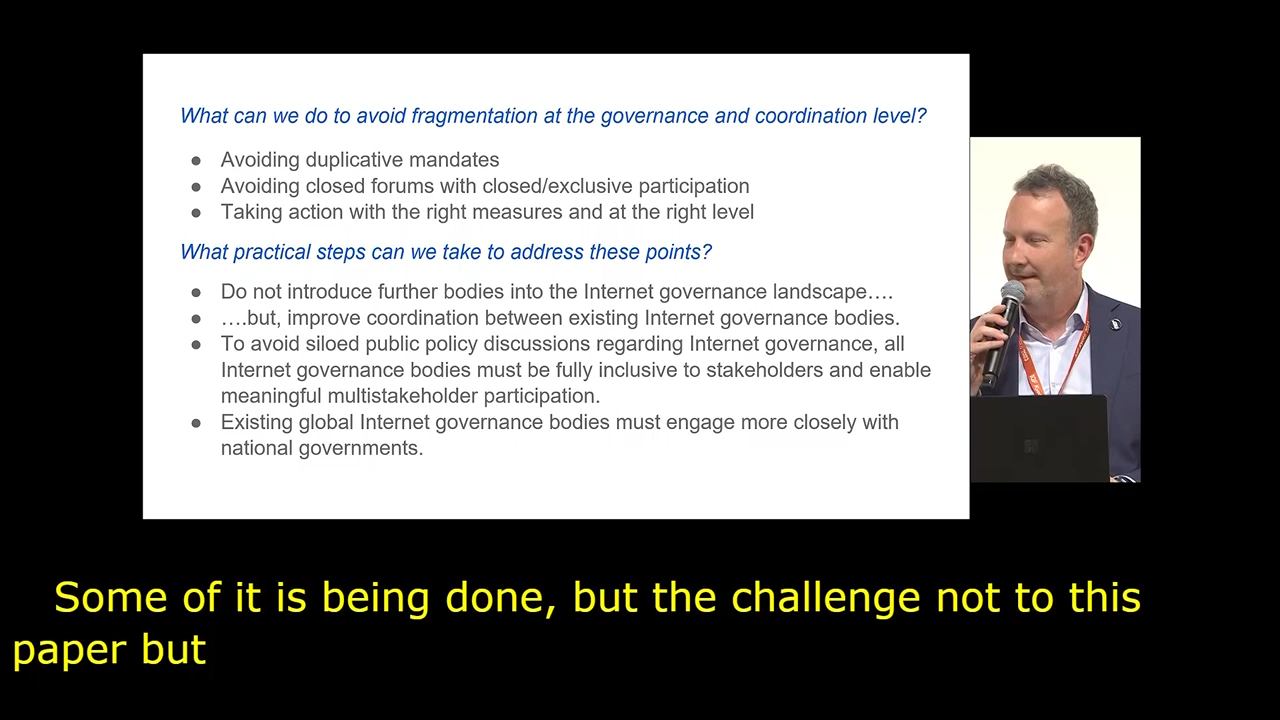 What can we do to avoid fragmentation at the governance and coordination level?
● Avoiding duplicative mandates
● Avoiding closed forums with closed/exclusive participation
● Taking action with the right measures and at the right level
What practical steps can we take to address these points?
● Do not introduce further bodies into the Internet governance landscape….
● ….but, improve coordination between existing Internet governance bodies.
● To avoid siloed public policy discussions regarding Internet governance, all
Internet governance bodies must be fully inclusive to stakeholders and enable
meaningful multistakeholder participation.
● Existing global Internet governance bodies must engage more closely with
national governments.
Some of it is being done, but the challenge not to this
paper but